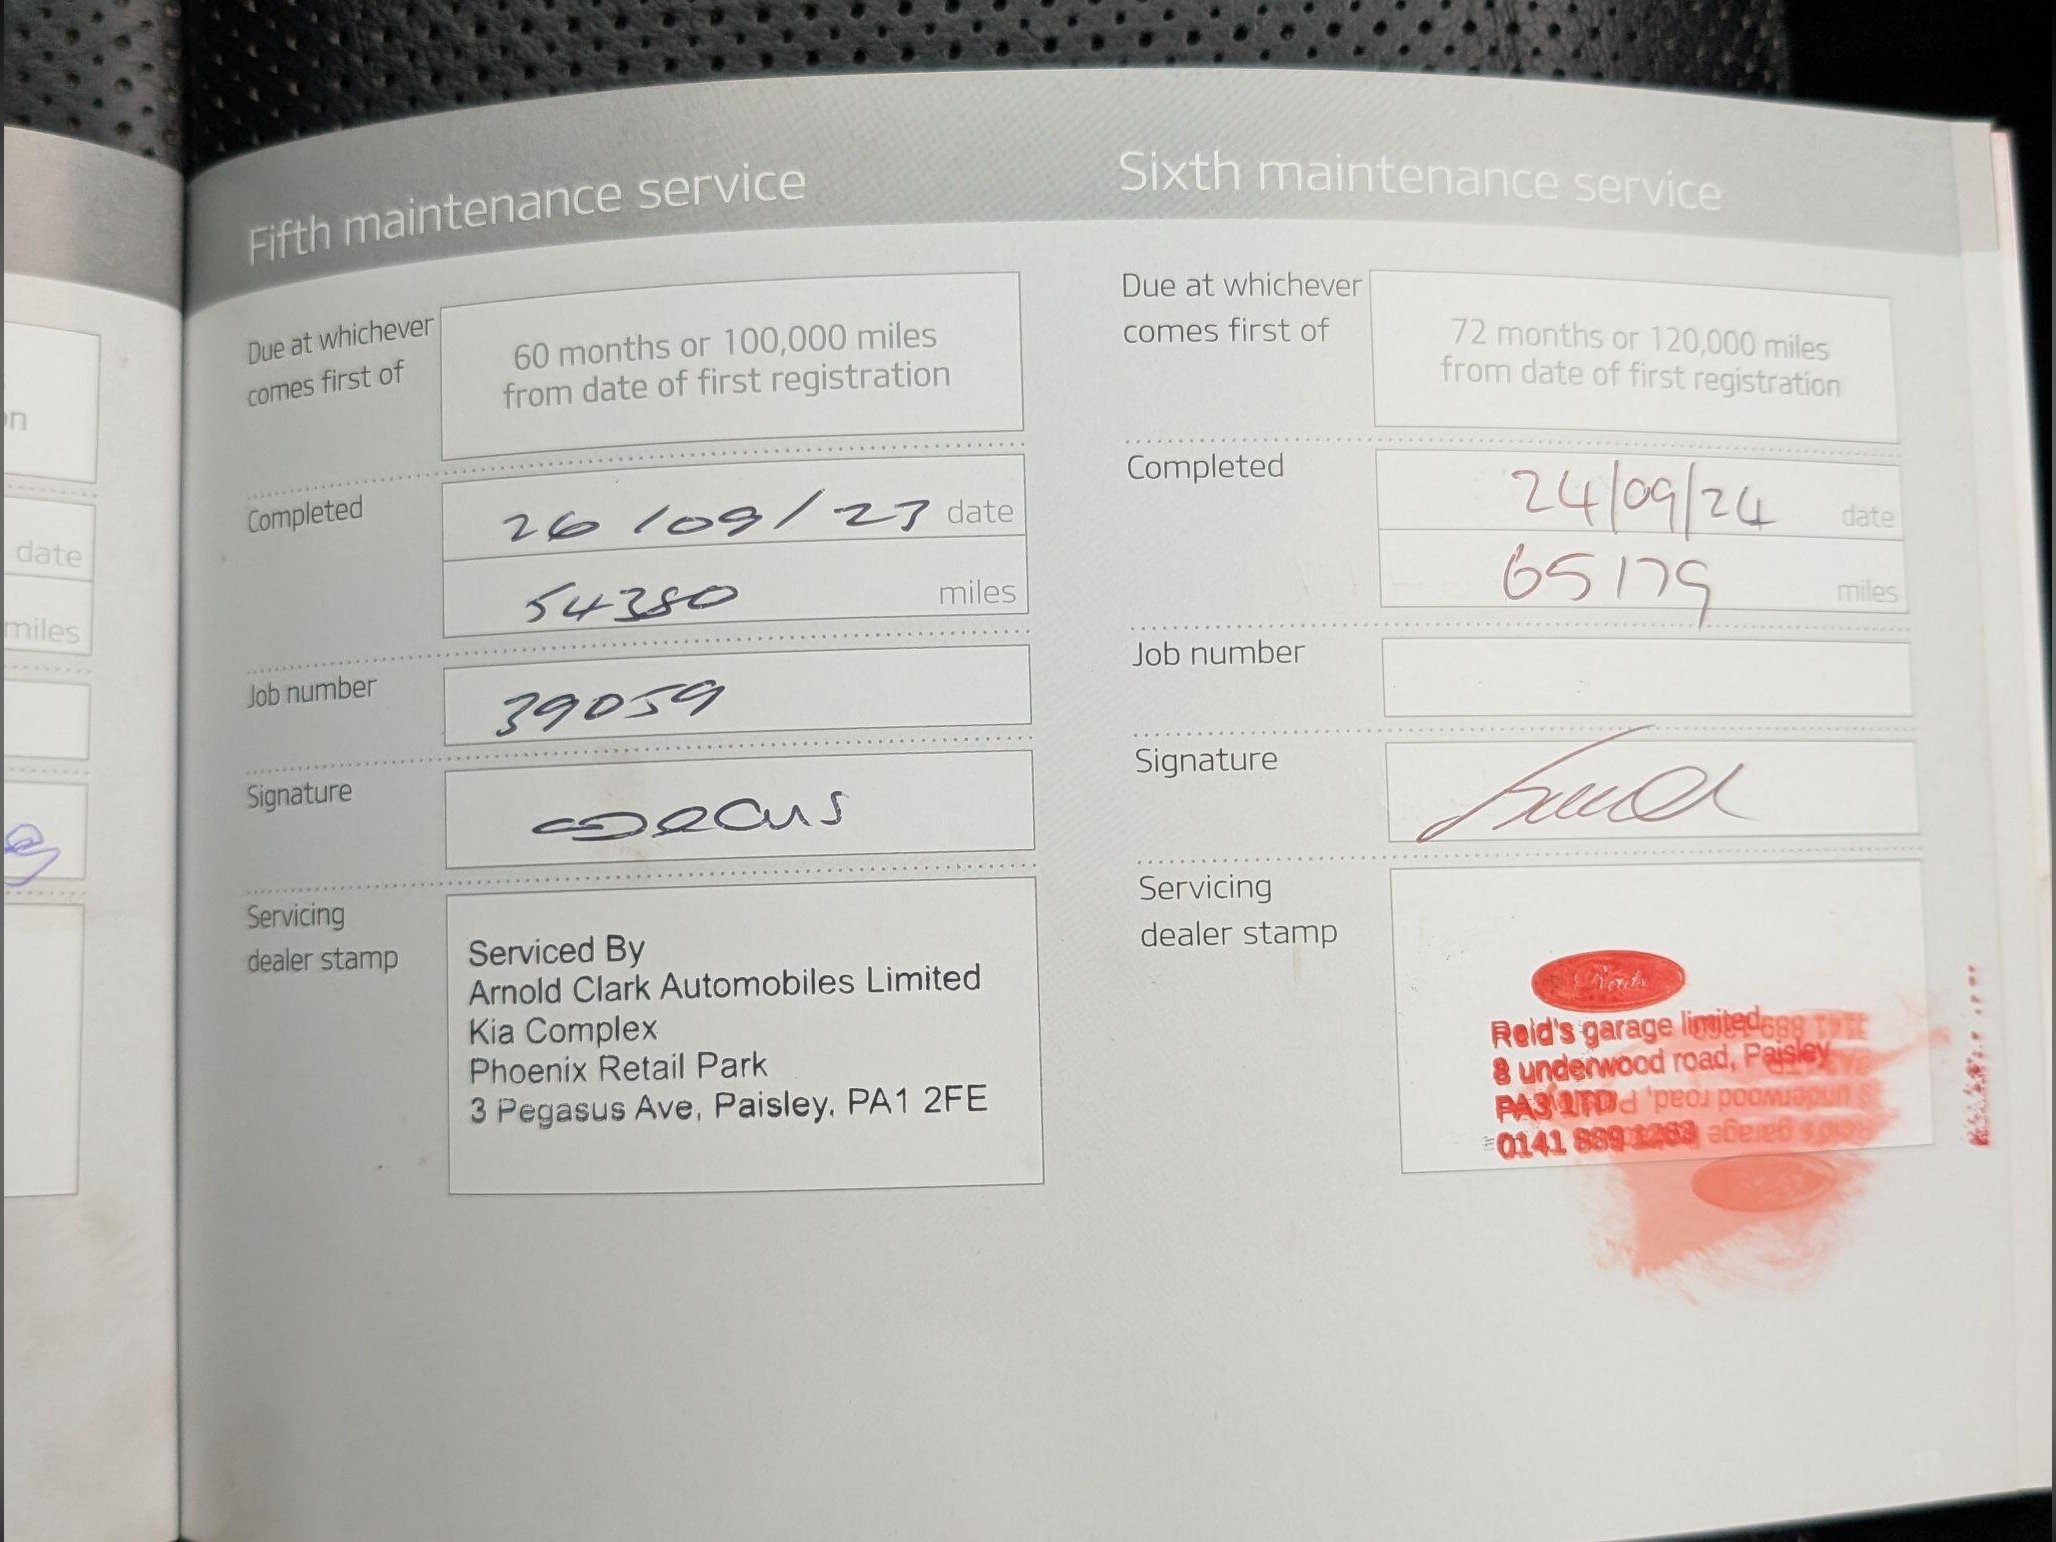 on
date
miles
Fifth maintenance service
Due at whichever
comes first of
60 months or 100,000 miles
from date of first registration
Completed
26/09/23 date
54380 miles
Job number
39059
Signature
Servicing
dealer stamp
Serviced By
Arnold Clark Automobiles Limited
Kia Complex
Phoenix Retail Park
3 Pegasus Ave, Paisley, PA1 2FE
Sixth maintenance service
Due at whichever
comes first of
72 months or 120,000 miles
from date of first registration
Completed
24/09/24 date
65179 miles
Job number
Signature
Servicing
dealer stamp
Reid's
Reid's garage limited
8 underwood road, Paisley
PA3 1TD
0141 889 1263
17